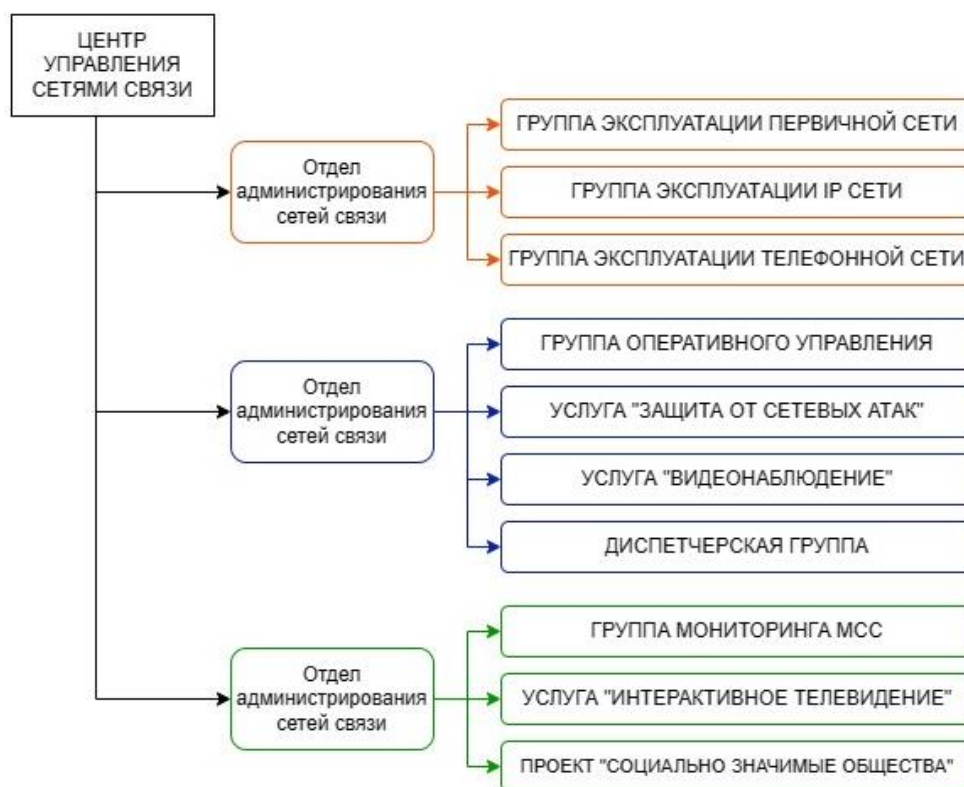 ЦЕНТР
УПРАВЛЕНИЯ
СЕТЯМИ СВЯЗИ
Отдел
администрирования
сетей связи
ГРУППА ЭКСПЛУАТАЦИИ ПЕРВИЧНОЙ СЕТИ
ГРУППА ЭКСПЛУАТАЦИИ IP СЕТИ
ГРУППА ЭКСПЛУАТАЦИИ ТЕЛЕФОННОЙ СЕТИ
Отдел
администрирования
сетей связи
ГРУППА ОПЕРАТИВНОГО УПРАВЛЕНИЯ
УСЛУГА "ЗАЩИТА ОТ СЕТЕВЫХ АТАК"
УСЛУГА "ВИДЕОНАБЛЮДЕНИЕ"
ДИСПЕТЧЕРСКАЯ ГРУППА
Отдел
администрирования
сетей связи
ГРУППА МОНИТОРИНГА МСС
УСЛУГА "ИНТЕРАКТИВНОЕ ТЕЛЕВИДЕНИЕ"
ПРОЕКТ "СОЦИАЛЬНО ЗНАЧИМЫЕ ОБЩЕСТВА"